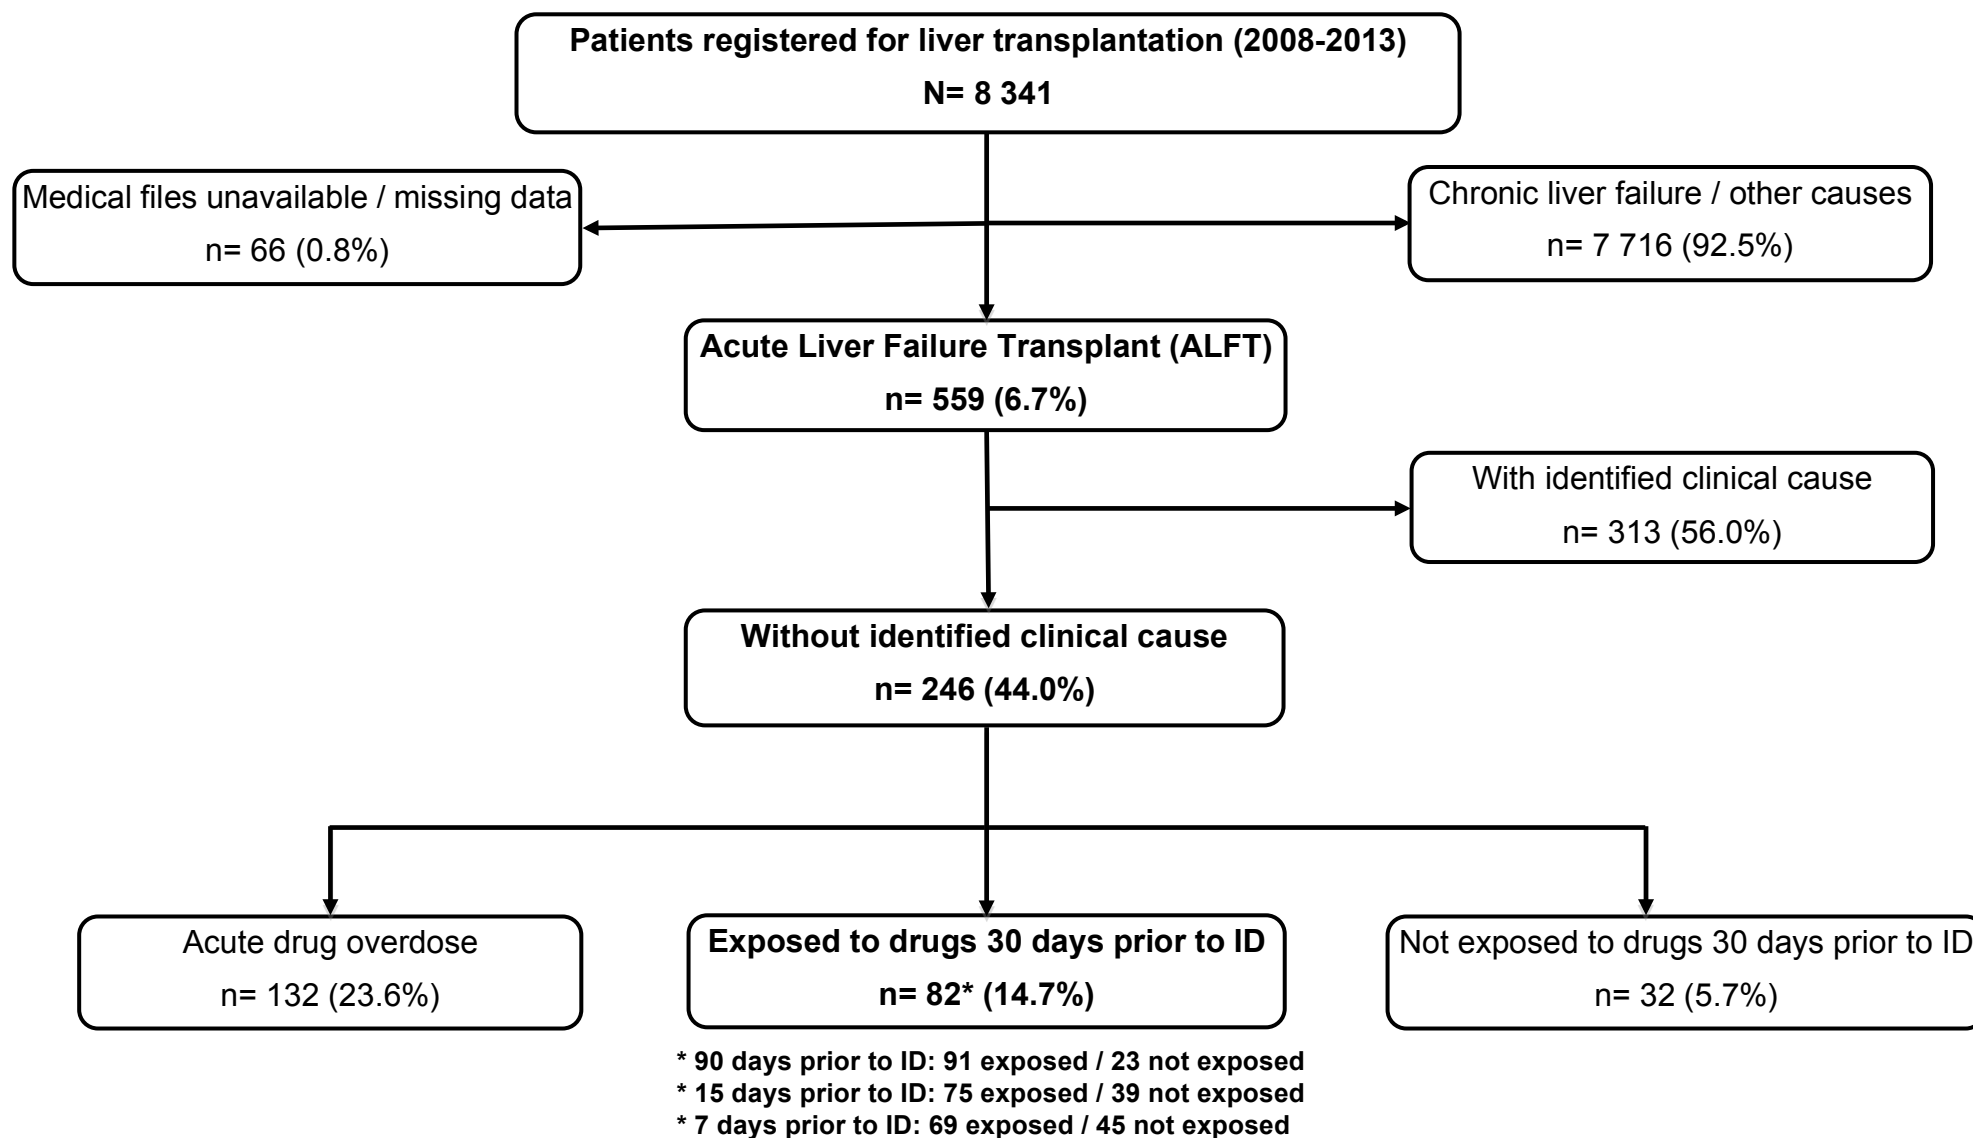 Patients registered for liver transplantation (2008-2013)
N= 8 341
Medical files unavailable / missing data
n= 66 (0.8%)
Chronic liver failure / other causes
n= 7 716 (92.5%)
Acute Liver Failure Transplant (ALFT)
n= 559 (6.7%)
With identified clinical cause
n= 313 (56.0%)
Without identified clinical cause
n= 246 (44.0%)
Acute drug overdose
n= 132 (23.6%)
Exposed to drugs 30 days prior to ID
n= 82* (14.7%)
Not exposed to drugs 30 days prior to ID
n= 32 (5.7%)
* 90 days prior to ID: 91 exposed / 23 not exposed
* 15 days prior to ID: 75 exposed / 39 not exposed
* 7 days prior to ID: 69 exposed / 45 not exposed